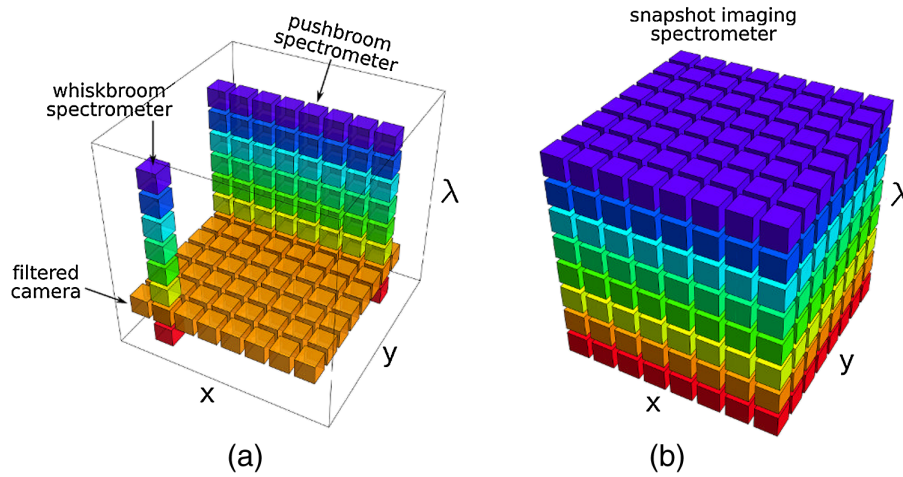 pushbroom
spectrometer
whiskbroom
spectrometer
λ
filtered
camera
y
x
(a)
snapshot imaging
spectrometer
λ
y
x
(b)